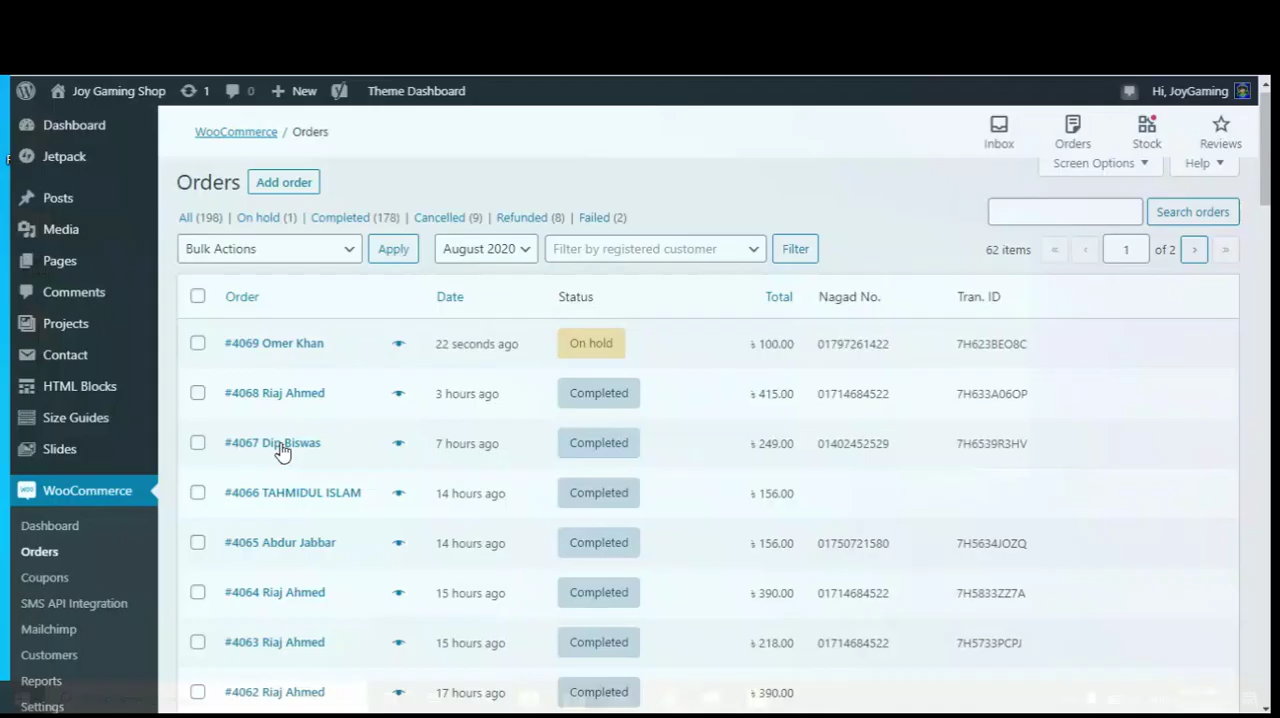 Joy Gaming Shop 1 0 New Theme Dashboard Hi, JoyGaming
Dashboard
Jetpack
Posts
Media
Pages
Comments
Projects
Contact
HTML Blocks
Size Guides
Slides
WooCommerce
Dashboard
Orders
Coupons
SMS API Integration
Mailchimp
Customers
Reports
Settings
WooCommerce / Orders
Inbox Orders Stock Reviews
Screen Options Help
Orders Add order
All (198) | On hold (1) | Completed (178) | Cancelled (9) | Refunded (8) | Failed (2)
Search orders
Bulk Actions Apply August 2020 Filter by registered customer Filter 62 items « ‹ 1 of 2 › »
Order Date Status Total Nagad No. Tran. ID
#4069 Omer Khan 22 seconds ago On hold ৳ 100.00 01797261422 7H623BEO8C
#4068 Riaj Ahmed 3 hours ago Completed ৳ 415.00 01714684522 7H633A06OP
#4067 Dip Biswas 7 hours ago Completed ৳ 249.00 01402452529 7H6539R3HV
#4066 TAHMIDUL ISLAM 14 hours ago Completed ৳ 156.00
#4065 Abdur Jabbar 14 hours ago Completed ৳ 156.00 01750721580 7H5634JOZQ
#4064 Riaj Ahmed 15 hours ago Completed ৳ 390.00 01714684522 7H5833ZZ7A
#4063 Riaj Ahmed 15 hours ago Completed ৳ 218.00 01714684522 7H5733PCPJ
#4062 Riaj Ahmed 17 hours ago Completed ৳ 390.00